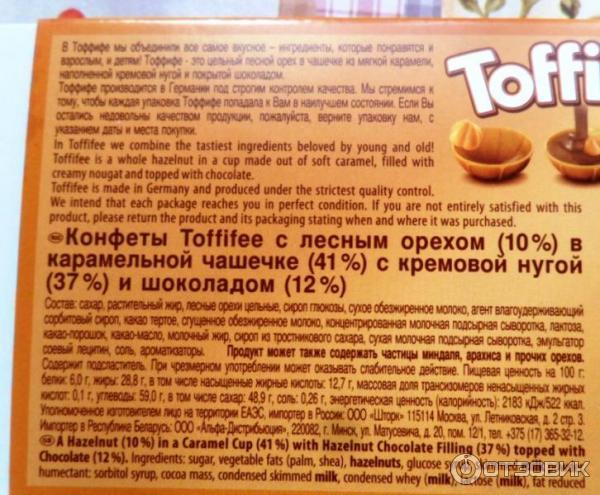 В Тоффифе мы объединили все самое вкусное – ингредиенты, которые понравятся и
взрослым, и детям! Тоффифе - это цельный лесной орех в чашечке из мягкой карамели,
наполненной кремовой нугой и покрытой шоколадом.
Тоффифе производится в Германии под строгим контролем качества. Мы стремимся к
тому, чтобы каждая упаковка Тоффифе попадала к Вам в наилучшем состоянии. Если Вы
остались недовольны качеством продукции, пожалуйста, верните упаковку нам, с
указанием даты и места покупки.
In Toffifee we combine the tastiest ingredients beloved by young and old!
Toffifee is a whole hazelnut in a cup made out of soft caramel, filled with
creamy nougat and topped with chocolate.
Toffifee is made in Germany and produced under the strictest quality control.
We intend that each package reaches you in perfect condition. If you are not entirely satisfied with this
product, please return the product and its packaging stating when and where it was purchased.
Toffi
Конфеты Toffifee с лесным орехом (10%) в
карамельной чашечке (41%) с кремовой нугой
(37%) и шоколадом (12%)
Состав: сахар, растительный жир, лесные орехи цельные, сироп глюкозы, сухое обезжиренное молоко, агент влагоудерживающий
сорбитовый сироп, какао тертое, сгущенное обезжиренное молоко, концентрированная молочная подсырная сыворотка, лактоза,
какао-порошок, какао-масло, молочный жир, сироп из тростникового сахара, сухая молочная подсырная сыворотка, эмульгатор
соевый лецитин, соль, ароматизаторы. Продукт может также содержать частицы миндаля, арахиса и прочих орехов.
Содержит подсластитель. При чрезмерном употреблении может оказывать слабительное действие. Пищевая ценность на 100 г:
белки: 6,0 г, жиры: 28,8 г, в том числе насыщенные жирные кислоты: 12,7 г, массовая доля трансизомеров ненасыщенных жирных
кислот: 0,1 г, углеводы: 59,0 г, в том числе сахар: 48,9 г, соль: 0,26 г, энергетическая ценность (калорийность): 2183 кДж/522 ккал.
Уполномоченное изготовителем лицо на территории ЕАЭС, импортер в России: ООО «Шторк» 115114 Москва, ул. Летниковская, д. 2 стр. 3.
Импортер в Республике Беларусь: ООО «Альфа-Дистрибуция», 220082, г. Минск, ул. Матусевича, д. 20, пом. 12/1, тел. +375 (17) 365-32-12.
A Hazelnut (10%) in a Caramel Cup (41%) with Hazelnut Chocolate Filling (37%) topped with
Chocolate (12%). Ingredients: sugar, vegetable fats (palm, shea), hazelnuts, glucose
humectant: sorbitol syrup, cocoa mass, condensed skimmed milk, condensed whey (milk), fat reduced
ОТЗОВИК